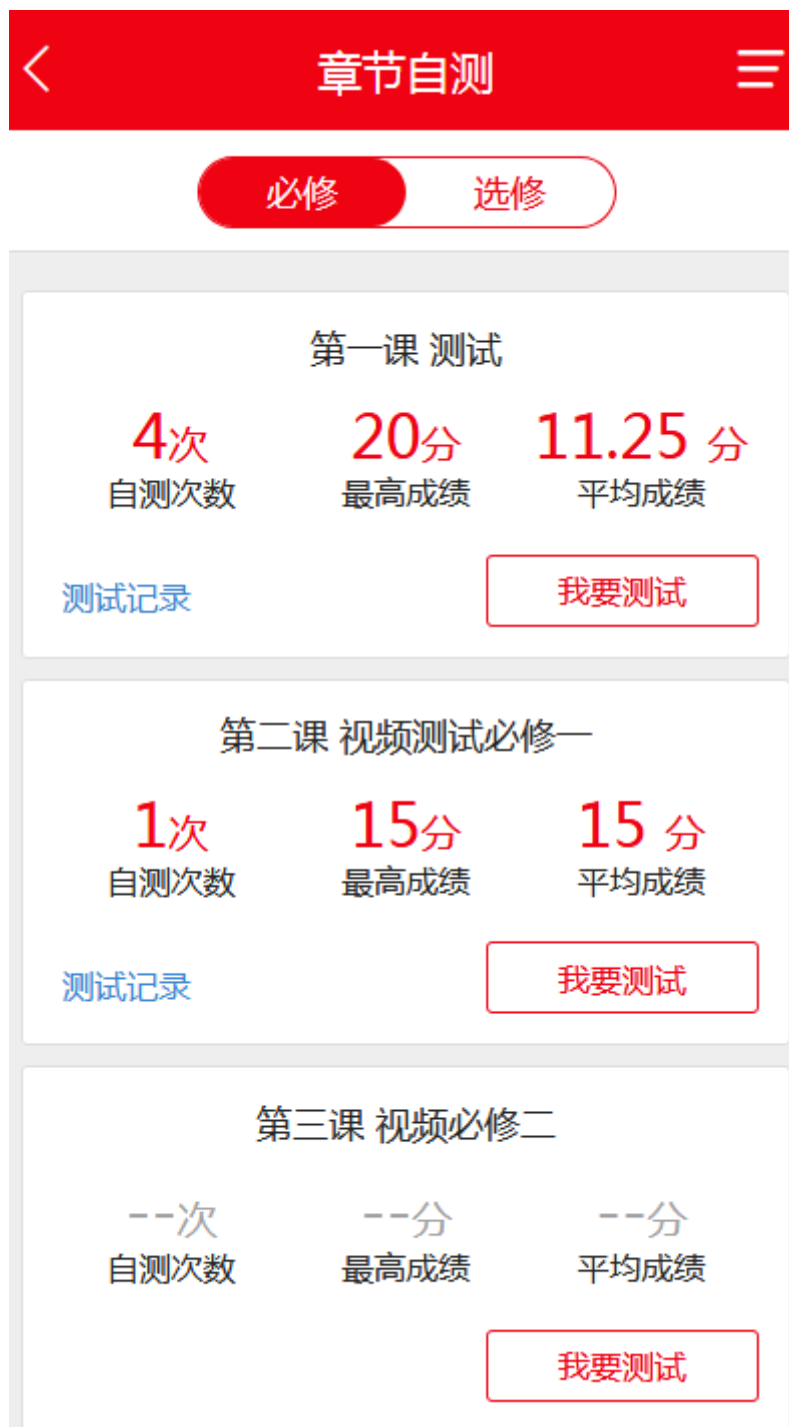 章节自测
必修 选修
第一课 测试
4次 20分 11.25 分
自测次数 最高成绩 平均成绩
测试记录 我要测试
第二课 视频测试必修一
1次 15分 15 分
自测次数 最高成绩 平均成绩
测试记录 我要测试
第三课 视频必修二
--次 --分 --分
自测次数 最高成绩 平均成绩
我要测试